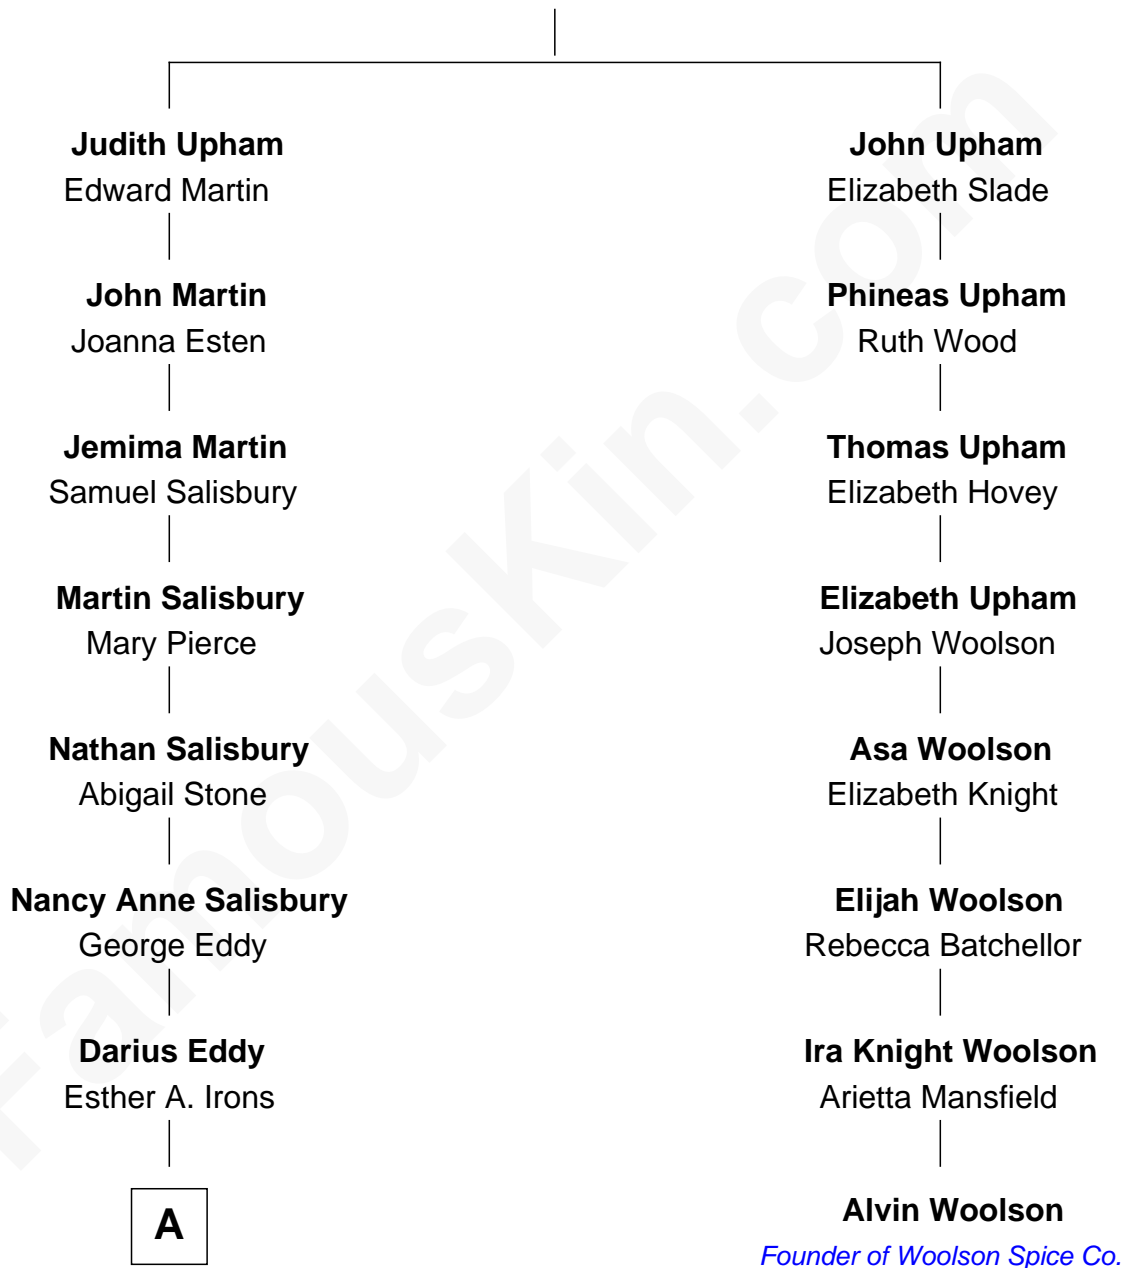 Judith Upham
Edward Martin
John Martin
Joanna Esten
Jemima Martin
Samuel Salisbury
Martin Salisbury
Mary Pierce
Nathan Salisbury
Abigail Stone
Nancy Anne Salisbury
George Eddy
Darius Eddy
Esther A. Irons
A
John Upham
Elizabeth Slade
Phineas Upham
Ruth Wood
Thomas Upham
Elizabeth Hovey
Elizabeth Upham
Joseph Woolson
Asa Woolson
Elizabeth Knight
Elijah Woolson
Rebecca Batchellor
Ira Knight Woolson
Arietta Mansfield
Alvin Woolson
Founder of Woolson Spice Co.
FamousKin.com